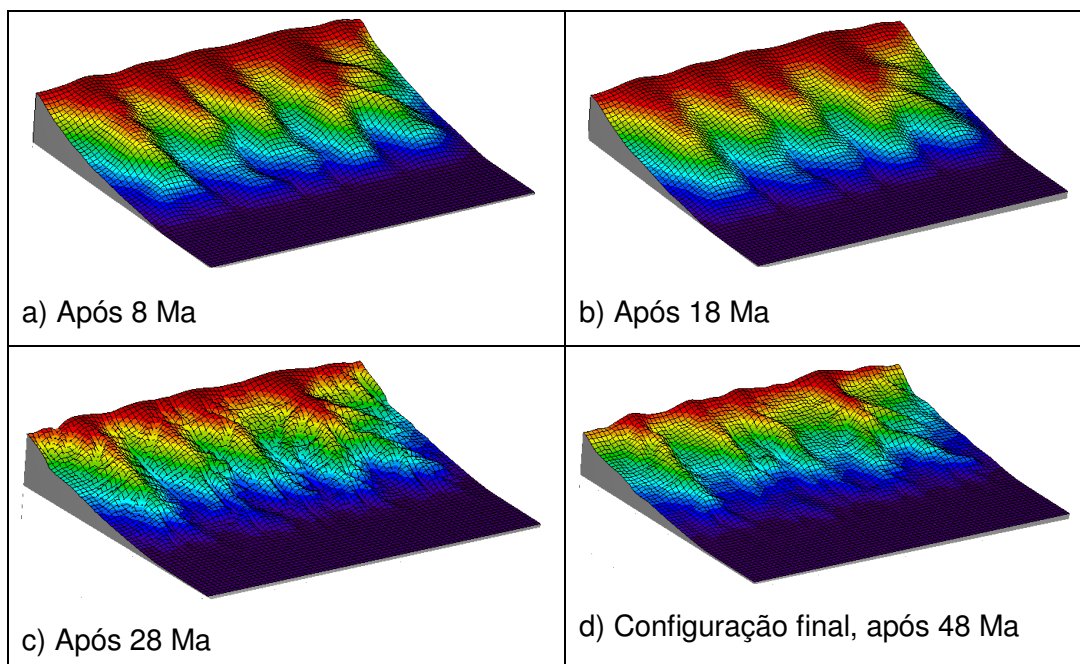 a) Após 8 Ma
b) Após 18 Ma
c) Após 28 Ma
d) Configuração final, após 48 Ma